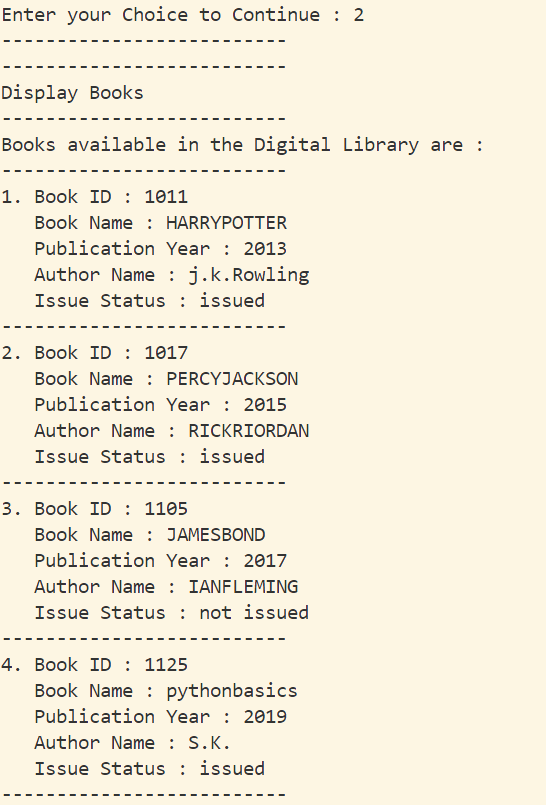 Enter your Choice to Continue : 2
--------------------------
--------------------------
Display Books
--------------------------
Books available in the Digital Library are :
--------------------------
1. Book ID : 1011
   Book Name : HARRYPOTTER
   Publication Year : 2013
   Author Name : j.k.Rowling
   Issue Status : issued
--------------------------
2. Book ID : 1017
   Book Name : PERCYJACKSON
   Publication Year : 2015
   Author Name : RICKRIORDAN
   Issue Status : issued
--------------------------
3. Book ID : 1105
   Book Name : JAMESBOND
   Publication Year : 2017
   Author Name : IANFLEMING
   Issue Status : not issued
--------------------------
4. Book ID : 1125
   Book Name : pythonbasics
   Publication Year : 2019
   Author Name : S.K.
   Issue Status : issued
--------------------------